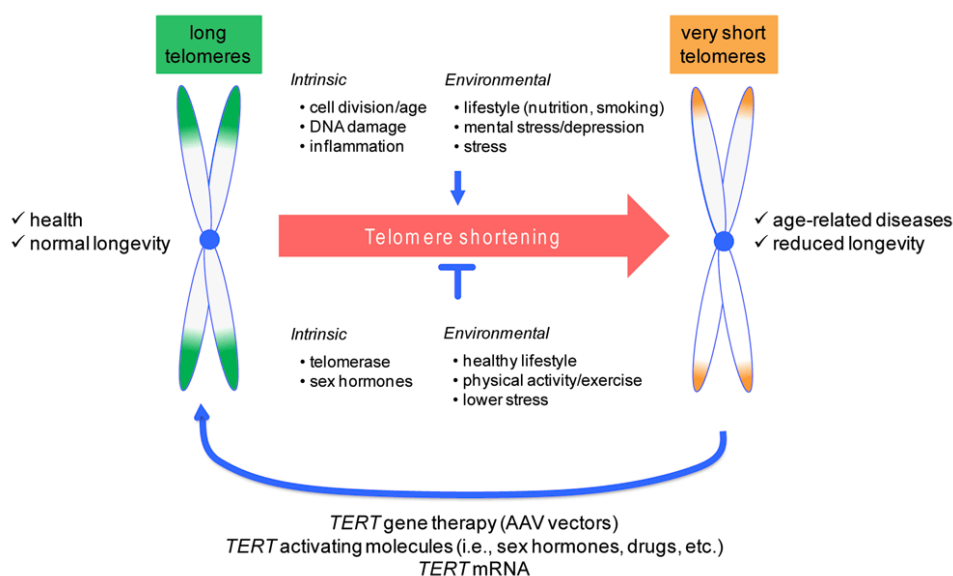 long
telomeres
very short
telomeres
Intrinsic
• cell division/age
• DNA damage
• inflammation
Environmental
• lifestyle (nutrition, smoking)
• mental stress/depression
• stress
✓ health
✓ normal longevity
Telomere shortening
✓ age-related diseases
✓ reduced longevity
Intrinsic
• telomerase
• sex hormones
Environmental
• healthy lifestyle
• physical activity/exercise
• lower stress
TERT gene therapy (AAV vectors)
TERT activating molecules (i.e., sex hormones, drugs, etc.)
TERT mRNA